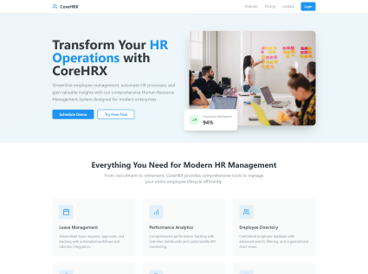 CoreHRX
Features Pricing Contact Login
Transform Your HR
Operations with
CoreHRX
Streamline employee management, automate HR processes, and
gain valuable insights with our comprehensive Human Resource
Management System designed for modern enterprises.
Schedule Demo Try Free Trial
Employee Satisfaction
94%
Everything You Need for Modern HR Management
From recruitment to retirement, CoreHRX provides comprehensive tools to manage
your entire employee lifecycle efficiently.
Leave Management
Streamlined leave requests, approvals, and
tracking with automated workflows and
calendar integration.
Performance Analytics
Comprehensive performance tracking with
real-time dashboards and customizable KPI
monitoring.
Employee Directory
Centralized employee database with
advanced search, filtering, and organizational
chart views.